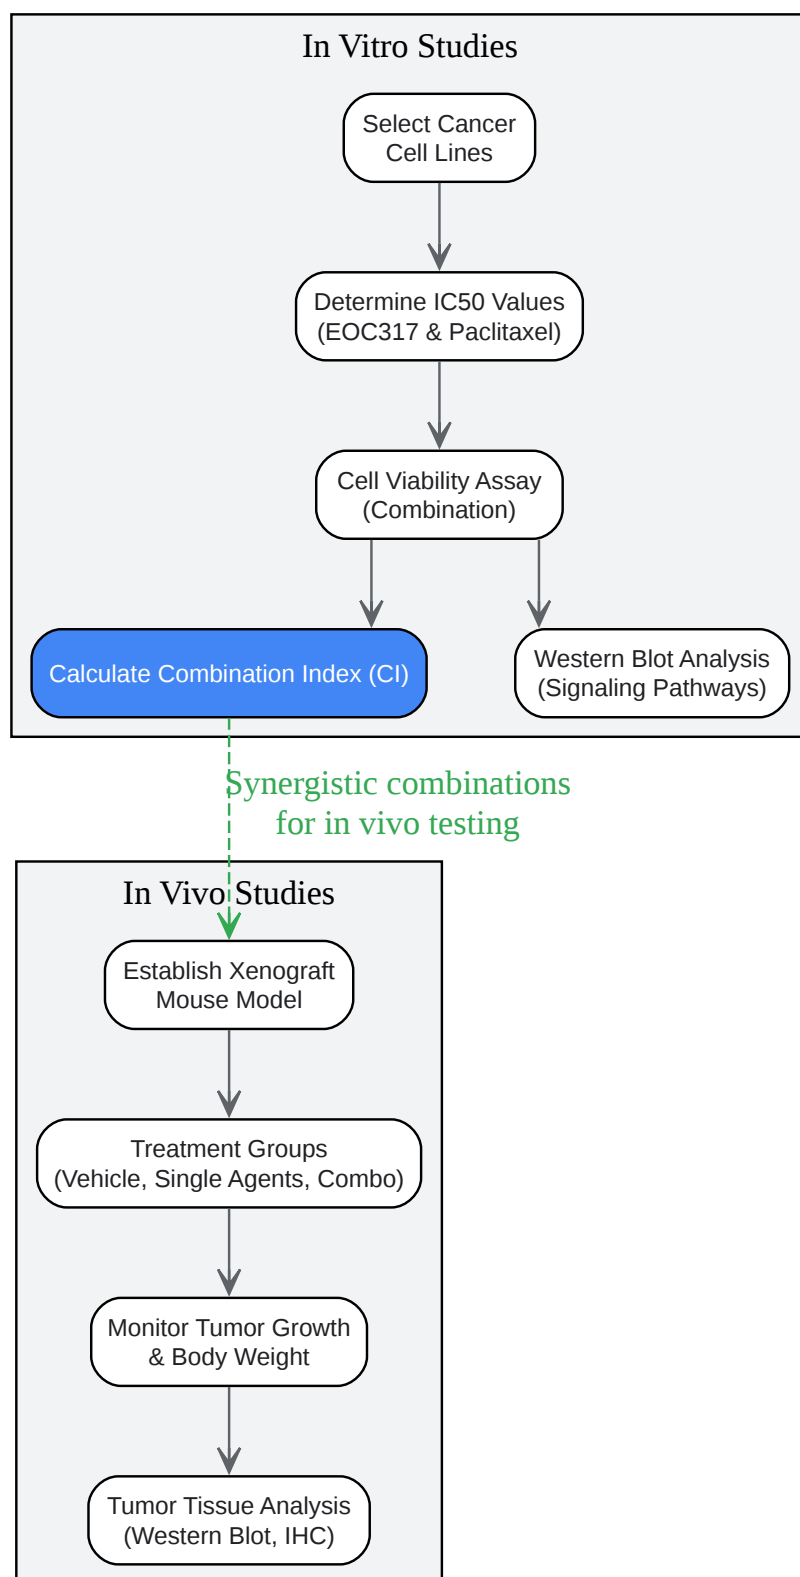 In Vitro Studies
Select Cancer
Cell Lines
Determine IC50 Values
(EOC317 & Paclitaxel)
Cell Viability Assay
(Combination)
Calculate Combination Index (CI)
Western Blot Analysis
(Signaling Pathways)
Synergistic combinations
for in vivo testing
In Vivo Studies
Establish Xenograft
Mouse Model
Treatment Groups
(Vehicle, Single Agents, Combo)
Monitor Tumor Growth
& Body Weight
Tumor Tissue Analysis
(Western Blot, IHC)